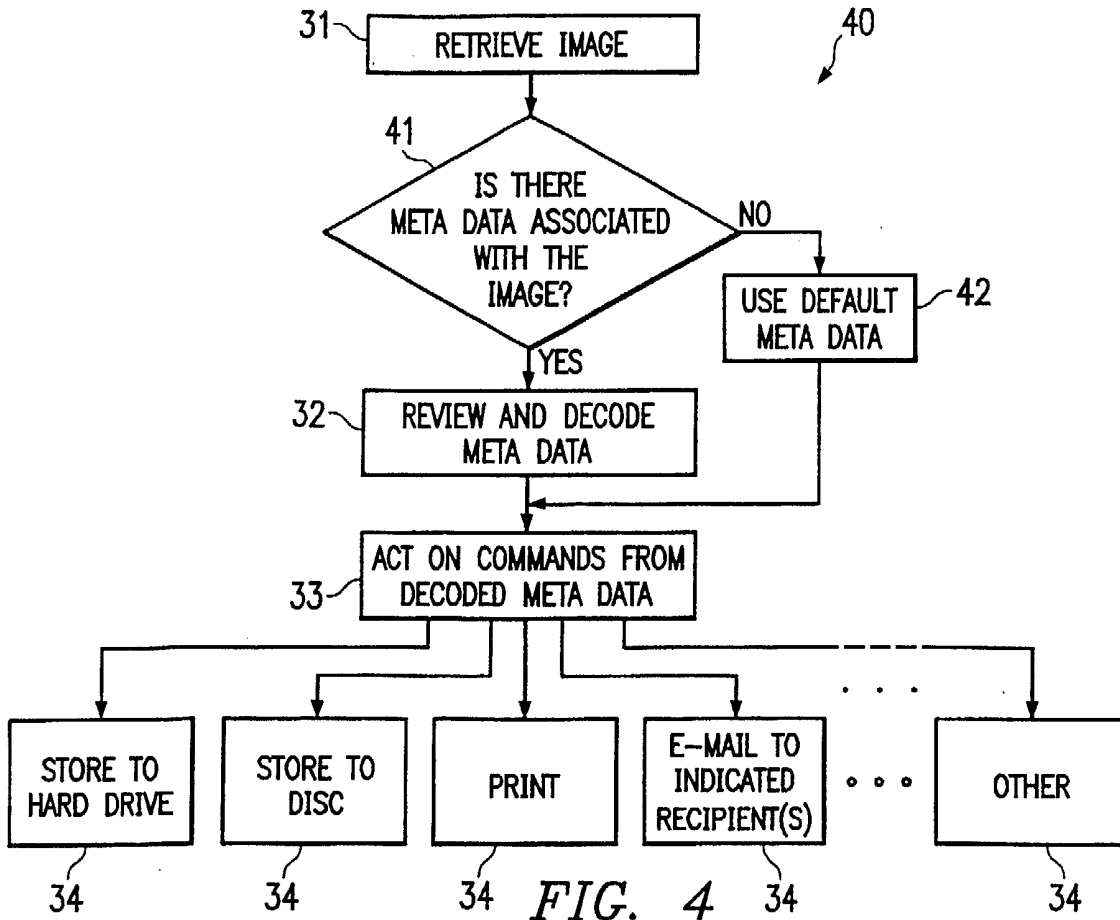 31
RETRIEVE IMAGE
40
41
IS THERE
META DATA ASSOCIATED
WITH THE
IMAGE?
NO
YES
USE DEFAULT
META DATA
42
32
REVIEW AND DECODE
META DATA
ACT ON COMMANDS FROM
DECODED META DATA
33
STORE TO
HARD DRIVE
STORE TO
DISC
PRINT
E-MAIL TO
INDICATED
RECIPIENT(S)
OTHER
34
34
34
34
34
FIG. 4